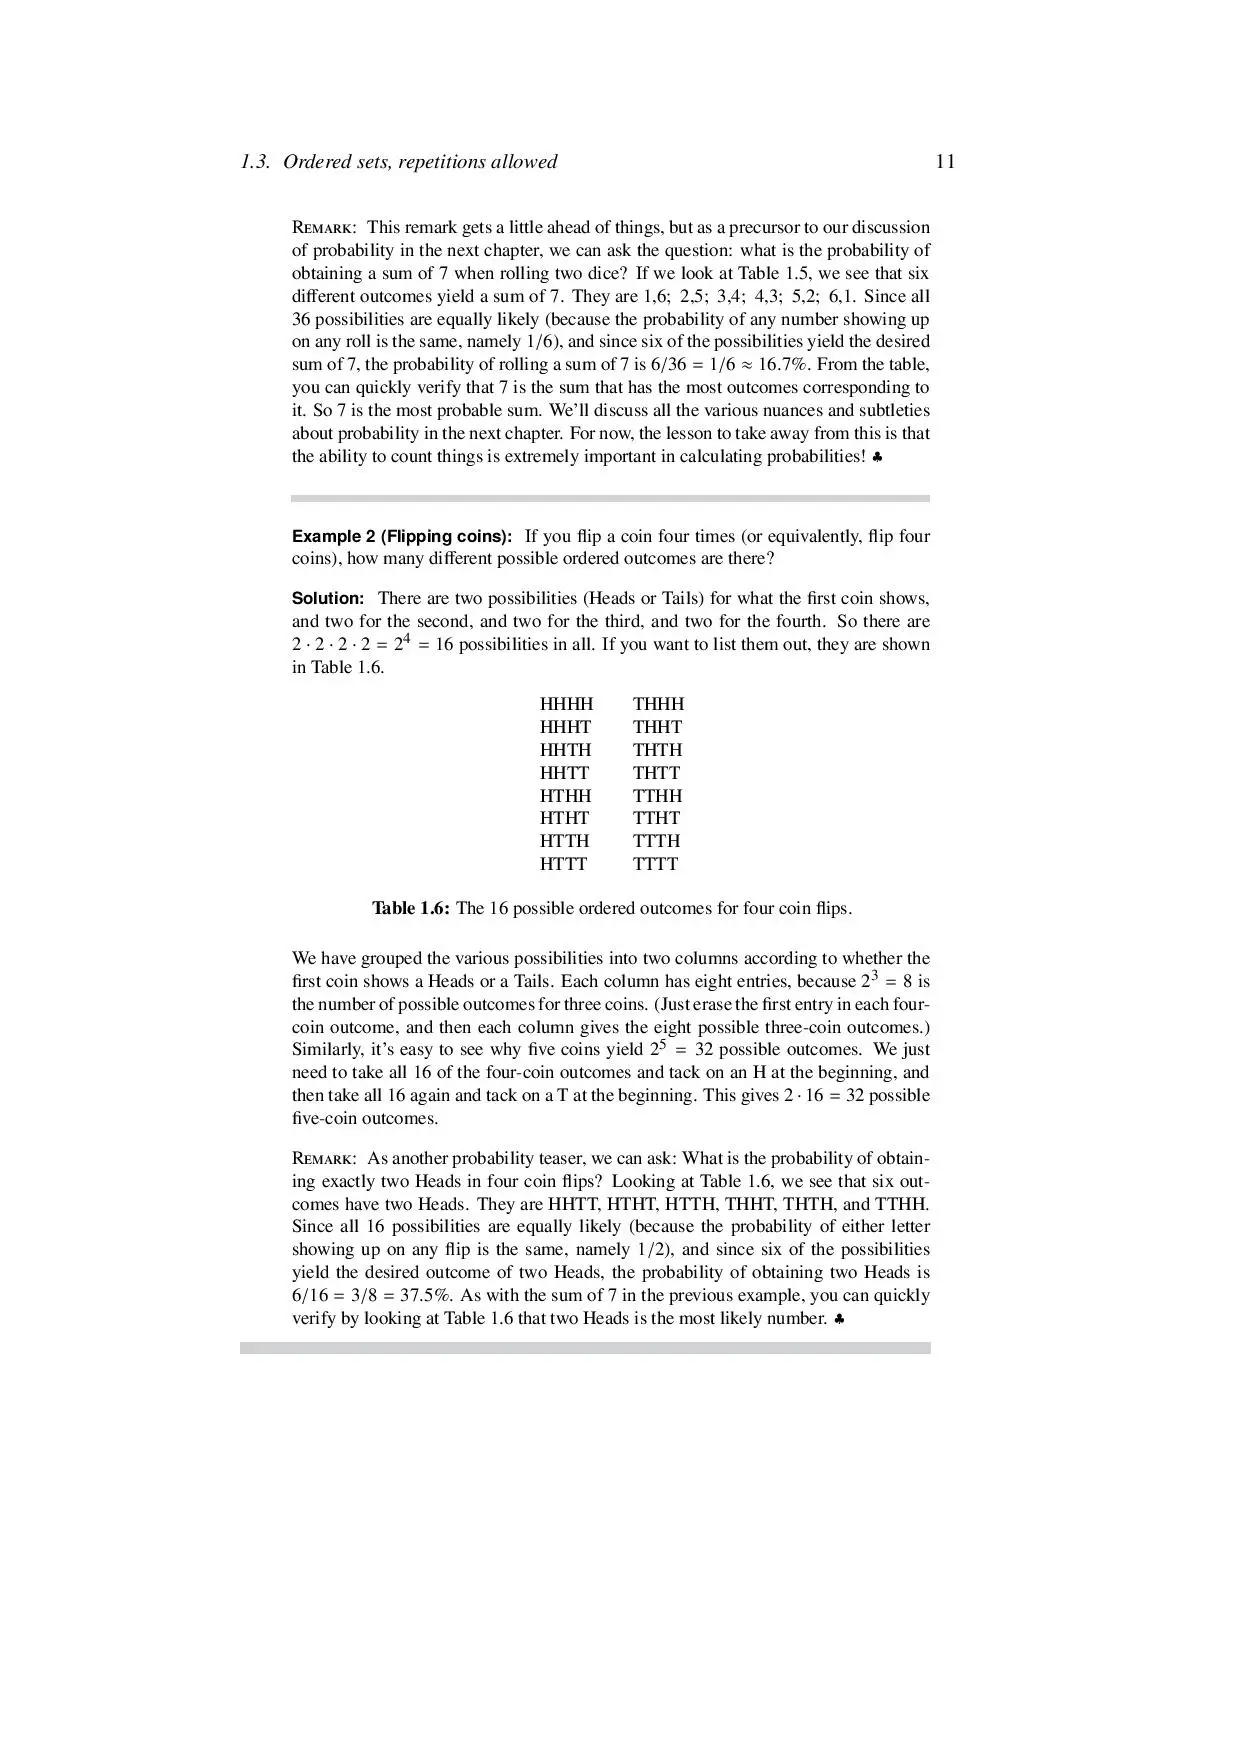 1.3. Ordered sets, repetitions allowed 11
REMARK: This remark gets a little ahead of things, but as a precursor to our discussion
of probability in the next chapter, we can ask the question: what is the probability of
obtaining a sum of 7 when rolling two dice? If we look at Table 1.5, we see that six
different outcomes yield a sum of 7. They are 1,6; 2,5; 3,4; 4,3; 5,2; 6,1. Since all
36 possibilities are equally likely (because the probability of any number showing up
on any roll is the same, namely 1/6), and since six of the possibilities yield the desired
sum of 7, the probability of rolling a sum of 7 is 6/36 = 1/6 ≈ 16.7%. From the table,
you can quickly verify that 7 is the sum that has the most outcomes corresponding to
it. So 7 is the most probable sum. We'll discuss all the various nuances and subtleties
about probability in the next chapter. For now, the lesson to take away from this is that
the ability to count things is extremely important in calculating probabilities! ♣
Example 2 (Flipping coins): If you flip a coin four times (or equivalently, flip four
coins), how many different possible ordered outcomes are there?
Solution: There are two possibilities (Heads or Tails) for what the first coin shows,
and two for the second, and two for the third, and two for the fourth. So there are
2 · 2 · 2 · 2 = 2⁴ = 16 possibilities in all. If you want to list them out, they are shown
in Table 1.6.
HHHH THHH
HHHT THHT
HHTH THTH
HHTT THTT
HTHH TTHH
HTHT TTHT
HTTH TTTH
HTTT TTTT
Table 1.6: The 16 possible ordered outcomes for four coin flips.
We have grouped the various possibilities into two columns according to whether the
first coin shows a Heads or a Tails. Each column has eight entries, because 2³ = 8 is
the number of possible outcomes for three coins. (Just erase the first entry in each four-
coin outcome, and then each column gives the eight possible three-coin outcomes.)
Similarly, it's easy to see why five coins yield 2⁵ = 32 possible outcomes. We just
need to take all 16 of the four-coin outcomes and tack on an H at the beginning, and
then take all 16 again and tack on a T at the beginning. This gives 2 · 16 = 32 possible
five-coin outcomes.
REMARK: As another probability teaser, we can ask: What is the probability of obtain-
ing exactly two Heads in four coin flips? Looking at Table 1.6, we see that six out-
comes have two Heads. They are HHTT, HTHT, HTTH, THHT, THTH, and TTHH.
Since all 16 possibilities are equally likely (because the probability of either letter
showing up on any flip is the same, namely 1/2), and since six of the possibilities
yield the desired outcome of two Heads, the probability of obtaining two Heads is
6/16 = 3/8 = 37.5%. As with the sum of 7 in the previous example, you can quickly
verify by looking at Table 1.6 that two Heads is the most likely number. ♣